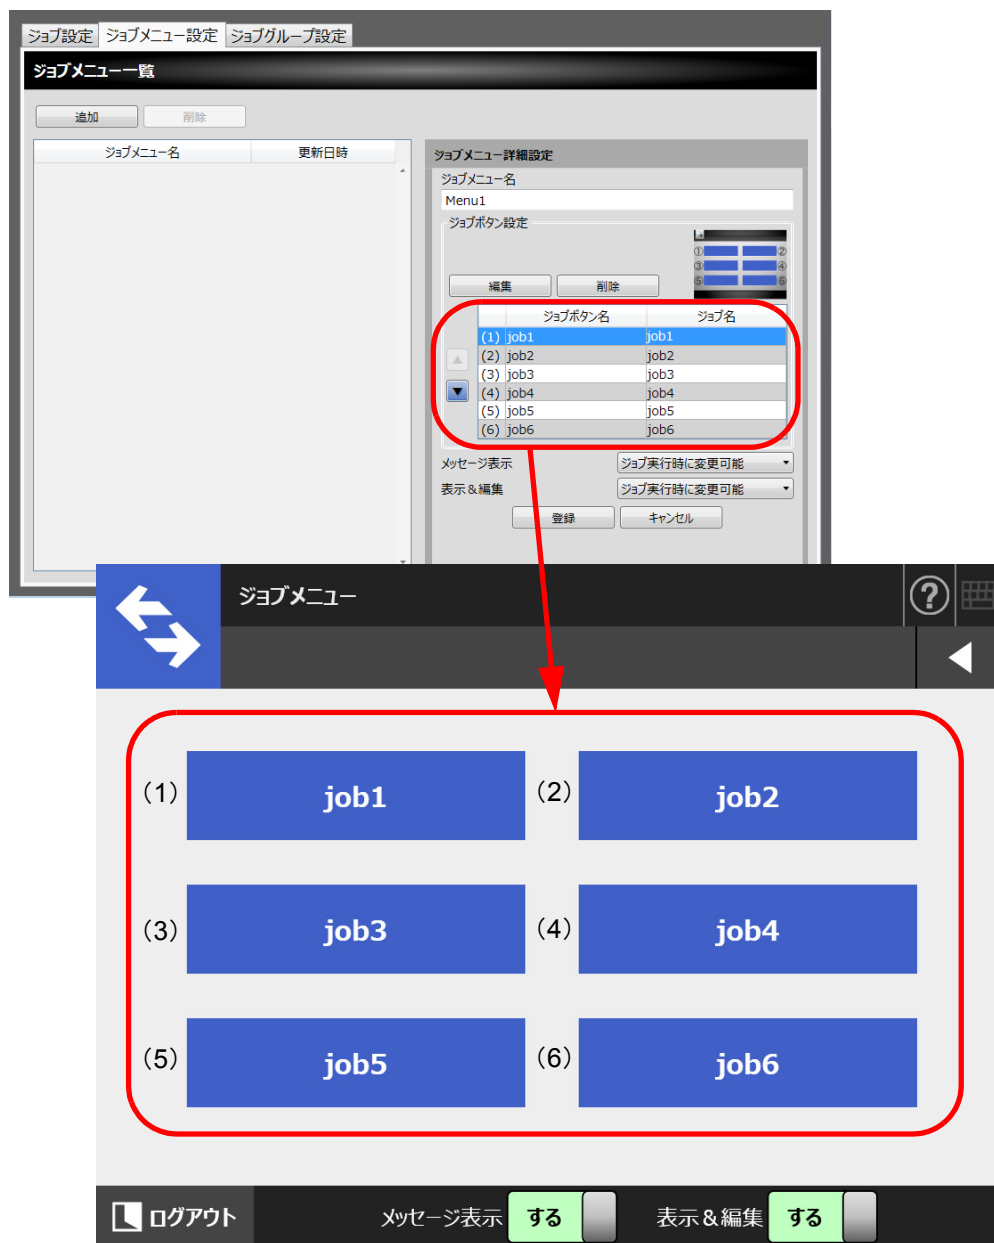 ジョブ設定 ジョブメニュー設定 ジョブグループ設定
ジョブメニュー一覧
追加 削除
ジョブメニュー名 更新日時
ジョブメニュー詳細設定
ジョブメニュー名
Menu1
ジョブボタン設定
① ②
③ ④
⑤ ⑥
編集 削除
ジョブボタン名 ジョブ名
(1) job1 job1
(2) job2 job2
(3) job3 job3
(4) job4 job4
(5) job5 job5
(6) job6 job6
メッセージ表示 ジョブ実行時に変更可能
表示&編集 ジョブ実行時に変更可能
登録 キャンセル
ジョブメニュー ?
(1) job1 (2) job2
(3) job3 (4) job4
(5) job5 (6) job6
ログアウト メッセージ表示 する 表示&編集 する